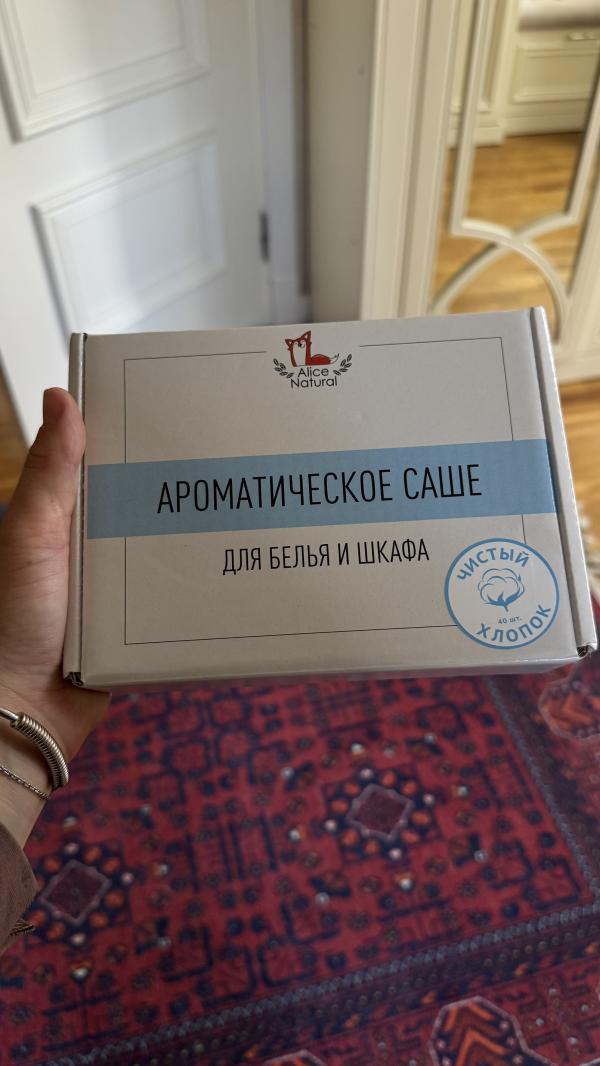 Alice
Natural
АРОМАТИЧЕСКОЕ САШЕ
ДЛЯ БЕЛЬЯ И ШКАФА
ЧИСТЫЙ
40 шт.
ХЛОПОК